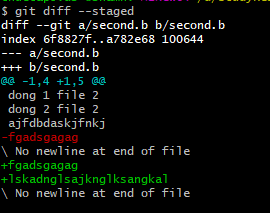 $ git diff --staged
diff --git a/second.b b/second.b
index 6f8827f..a782e68 100644
--- a/second.b
+++ b/second.b
@@ -1,4 +1,5 @@
dong 1 file 2
dong 2 file 2
ajfdbdaskjfnkj
-fgadsgagag
\ No newline at end of file
+fgadsgagag
+lskadnglsajknglksangkal
\ No newline at end of file